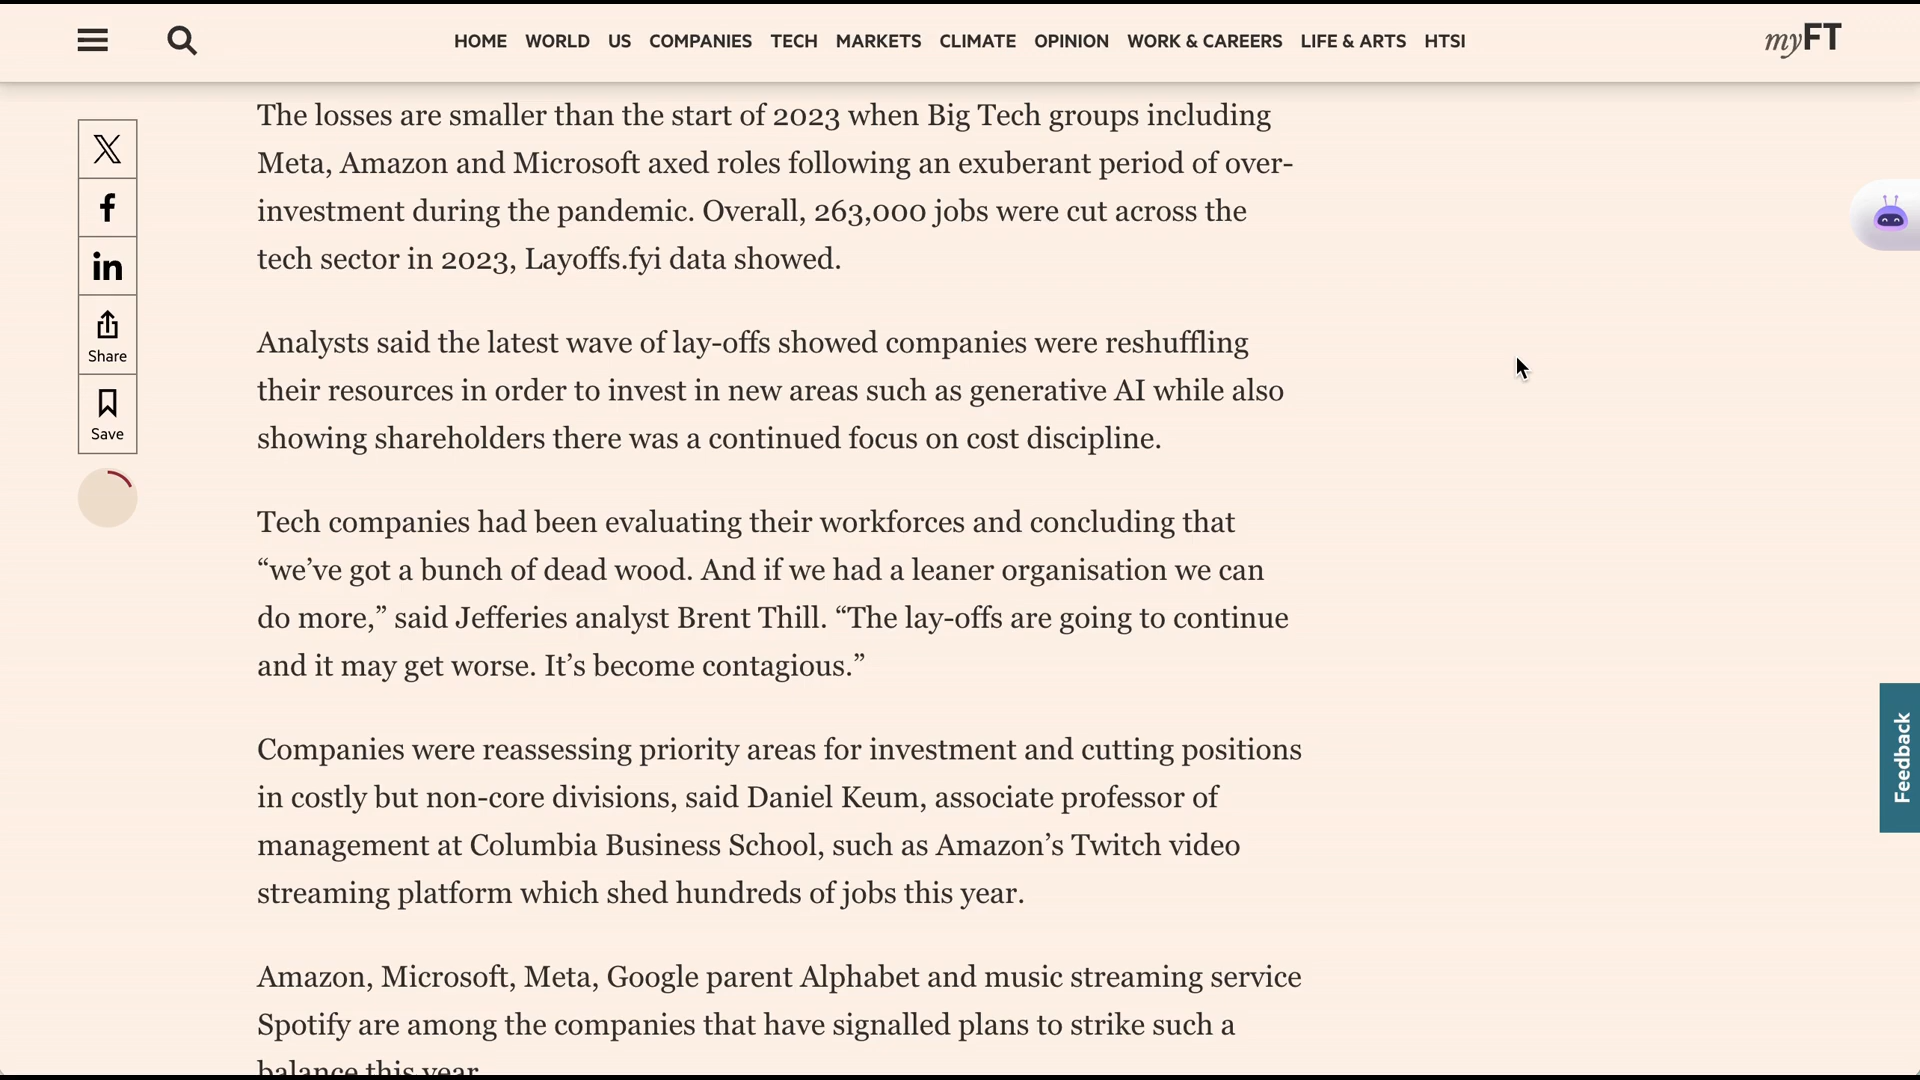 HOME WORLD US COMPANIES TECH MARKETS CLIMATE OPINION WORK & CAREERS LIFE & ARTS HTSI
myFT
The losses are smaller than the start of 2023 when Big Tech groups including
Meta, Amazon and Microsoft axed roles following an exuberant period of over-
investment during the pandemic. Overall, 263,000 jobs were cut across the
tech sector in 2023, Layoffs.fyi data showed.
Share
Save
Analysts said the latest wave of lay-offs showed companies were reshuffling
their resources in order to invest in new areas such as generative AI while also
showing shareholders there was a continued focus on cost discipline.
Tech companies had been evaluating their workforces and concluding that
“we’ve got a bunch of dead wood. And if we had a leaner organisation we can
do more,” said Jefferies analyst Brent Thill. “The lay-offs are going to continue
and it may get worse. It’s become contagious.”
Feedback
Companies were reassessing priority areas for investment and cutting positions
in costly but non-core divisions, said Daniel Keum, associate professor of
management at Columbia Business School, such as Amazon’s Twitch video
streaming platform which shed hundreds of jobs this year.
Amazon, Microsoft, Meta, Google parent Alphabet and music streaming service
Spotify are among the companies that have signalled plans to strike such a
balance this year.